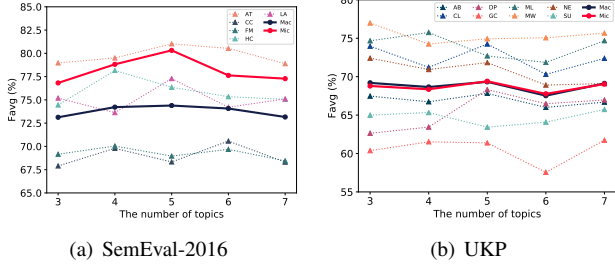 85.0
82.5
80.0
77.5
75.0
72.5
70.0
67.5
65.0
Favg (%)
AT
CC
FM
HC
LA
Mac
Mic
3 4 5 6 7
The number of topics
(a) SemEval-2016
80
75
70
65
60
55
Favg (%)
AB
CL
DP
GC
ML
MW
NE
SU
Mac
Mic
3 4 5 6 7
The number of topics
(b) UKP